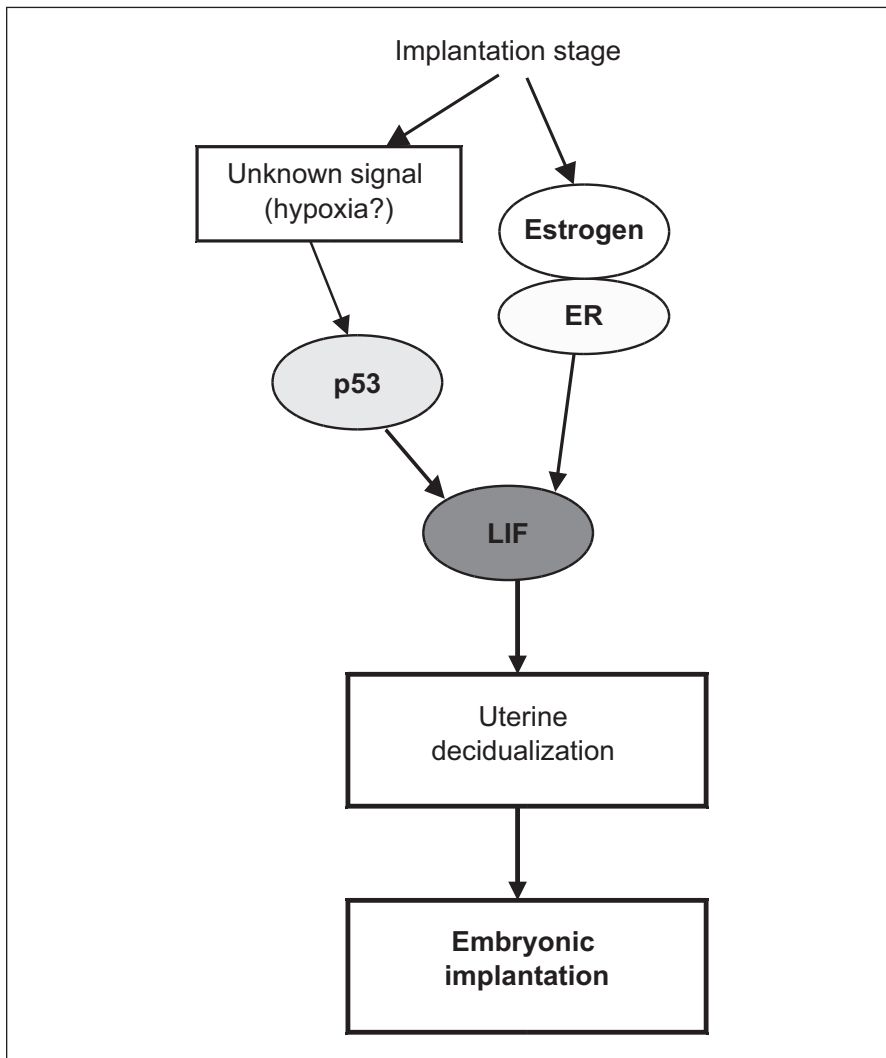 Implantation stage
Unknown signal
(hypoxia?)
Estrogen
ER
p53
LIF
Uterine
decidualization
Embryonic
implantation